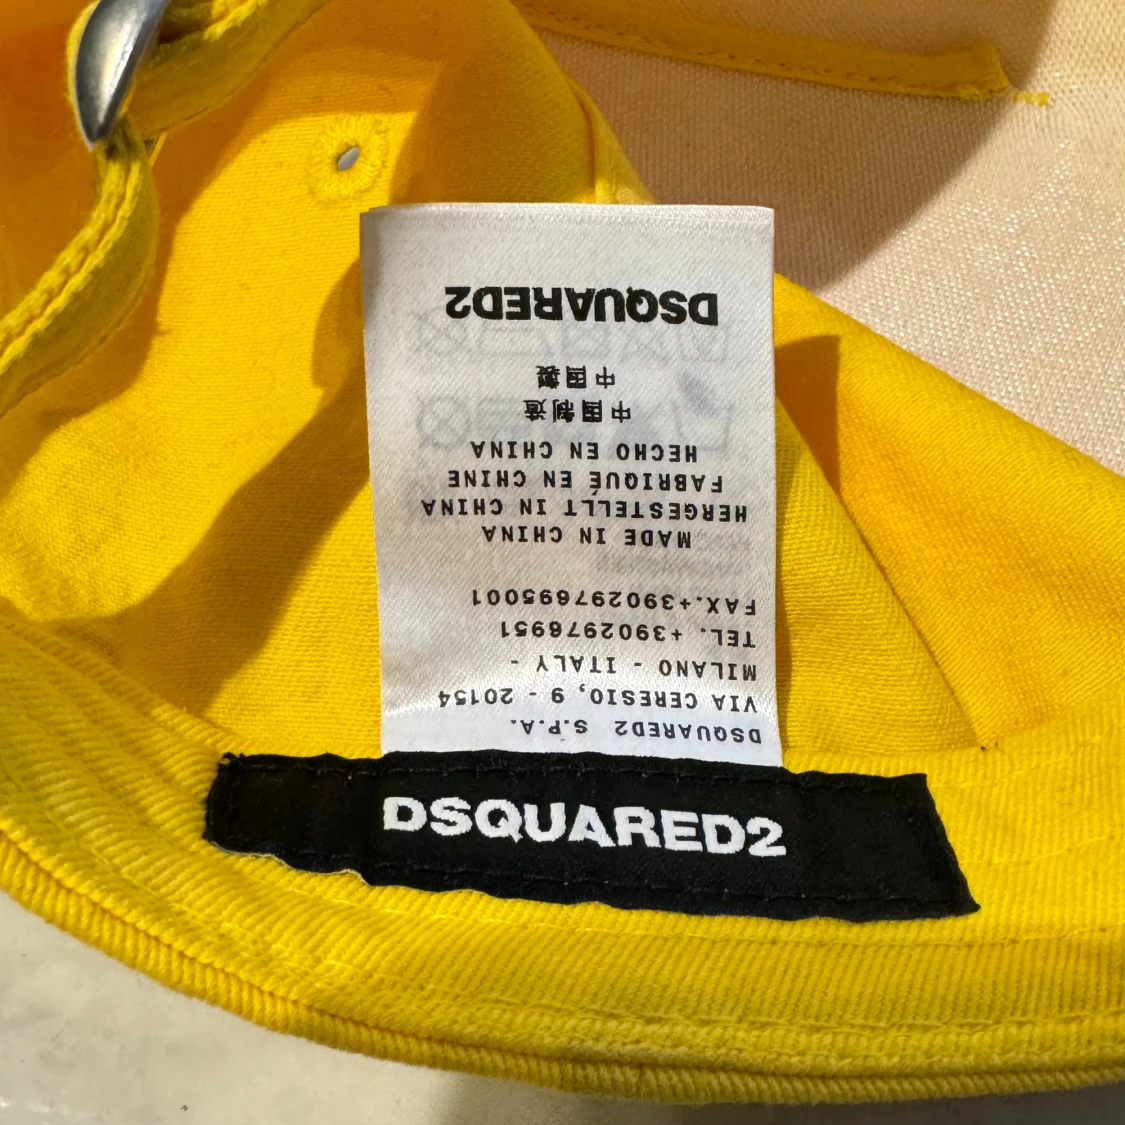 DSQUARED2
中国製
中国制造
HECHO EN CHINA
FABRIQUÉ EN CHINE
HERGESTELLT IN CHINA
MADE IN CHINA
FAX.+390297695001
TEL. +3902976951
MILANO - ITALY -
VIA CERESIO, 9 - 20154
DSQUARED2 S.P.A.
DSQUARED2